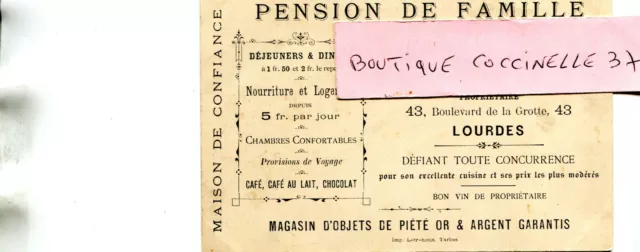 MAISON DE CONFIANCE
PENSION DE FAMILLE
BOUTIQUE COCCINELLE 37
DÉJEUNERS &
à 1 fr. 50 et 2 fr. le
Nourriture et
DEPUIS
5 fr. par jour
CHAMBRES CONFORTABLES
Provisions de Voyage
CAFÉ, CAFÉ AU LAIT, CHOCOLAT
PROPRIÉTAIRE
43, Boulevard de la Grotte, 43
LOURDES
DÉFIANT TOUTE CONCURRENCE
pour son excellente cuisine et ses prix les plus modérés
BON VIN DE PROPRIÉTAIRE
MAGASIN D'OBJETS DE PIÉTÉ OR & ARGENT GARANTIS
Imp. Tarbes